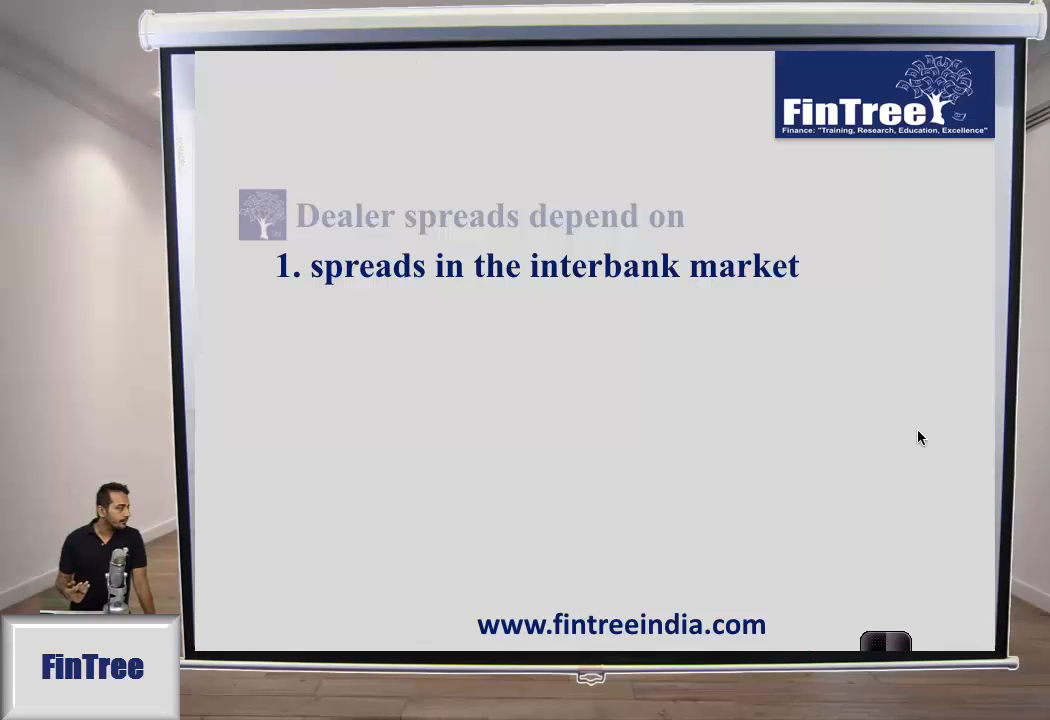 FinTree
Finance: "Training, Research, Education, Excellence"
Dealer spreads depend on
1. spreads in the interbank market
www.fintreeindia.com
FinTree